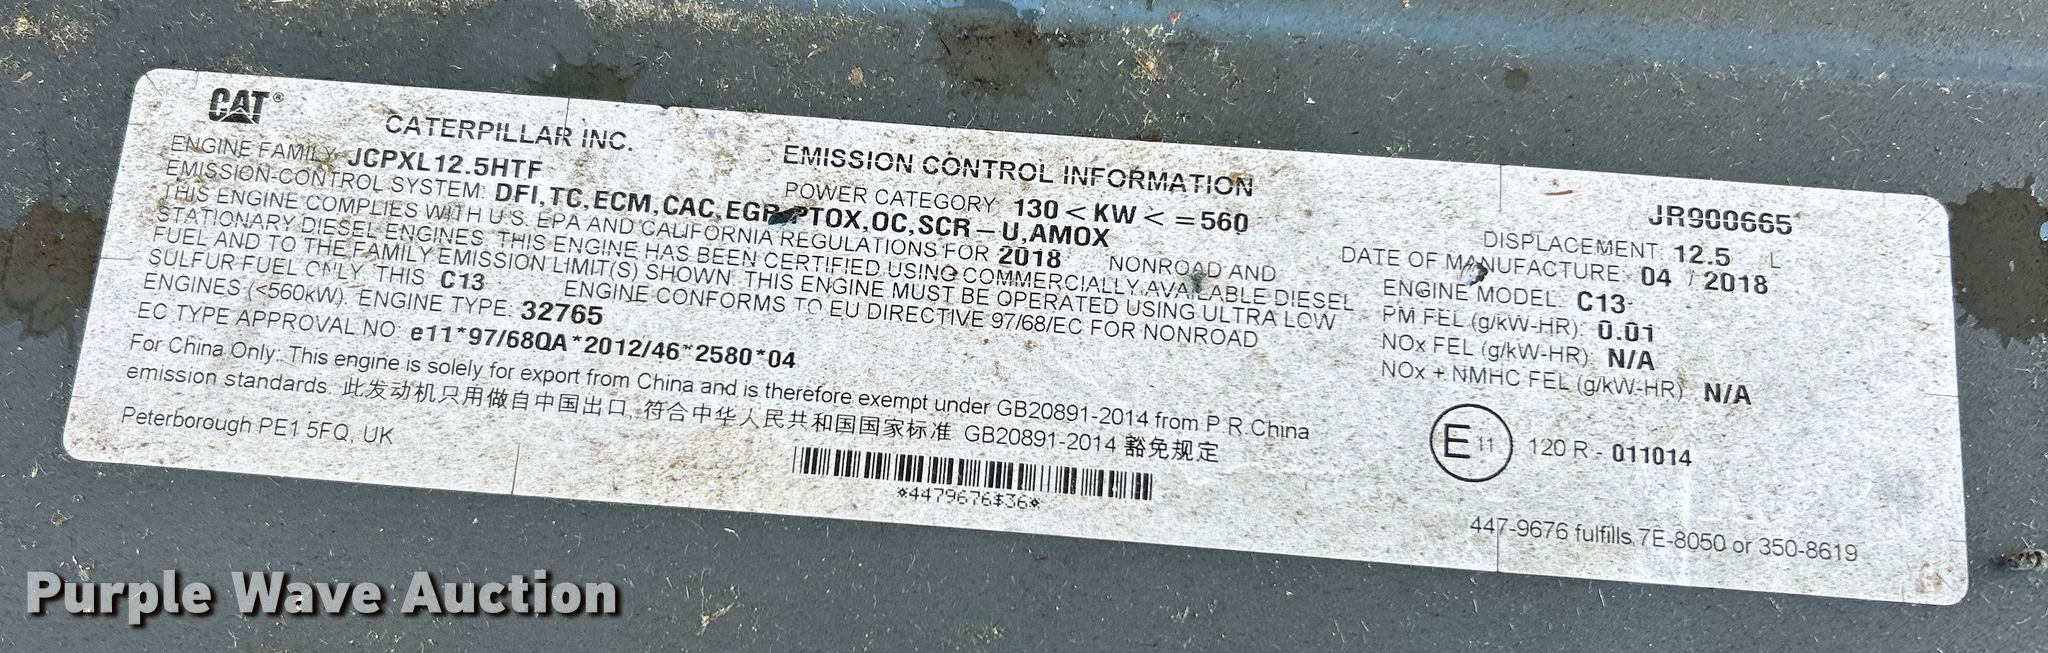 CAT®
CATERPILLAR INC.
EMISSION CONTROL INFORMATION
JR900665
ENGINE FAMILY: JCPXL12.5HTF
POWER CATEGORY: 130 < KW < = 560
DISPLACEMENT: 12.5 L
EMISSION-CONTROL SYSTEM: DFI, TC, ECM, CAC, EGR, PTOX, OC, SCR – U, AMOX
DATE OF MANUFACTURE: 04 / 2018
THIS ENGINE COMPLIES WITH U.S. EPA AND CALIFORNIA REGULATIONS FOR 2018 NONROAD AND
ENGINE MODEL: C13
STATIONARY DIESEL ENGINES. THIS ENGINE HAS BEEN CERTIFIED USING COMMERCIALLY AVAILABLE DIESEL
PM FEL (g/kW-HR): 0.01
FUEL AND TO THE FAMILY EMISSION LIMIT(S) SHOWN. THIS ENGINE MUST BE OPERATED USING ULTRA LOW
NOx FEL (g/kW-HR): N/A
SULFUR FUEL ONLY. THIS C13 ENGINE CONFORMS TO EU DIRECTIVE 97/68/EC FOR NONROAD
NOx + NMHC FEL (g/kW-HR) N/A
ENGINES (<560kW). ENGINE TYPE: 32765
EC TYPE APPROVAL NO: e11*97/68QA*2012/46*2580*04
For China Only: This engine is solely for export from China and is therefore exempt under GB20891-2014 from P.R.China
emission standards. 此发动机只用做自中国出口, 符合中华人民共和国国家标准 GB20891-2014 豁免规定
E 11 120 R - 011014
Peterborough PE1 5FQ, UK
*4479676$36*
447-9676 fulfills 7E-8050 or 350-8619
Purple Wave Auction